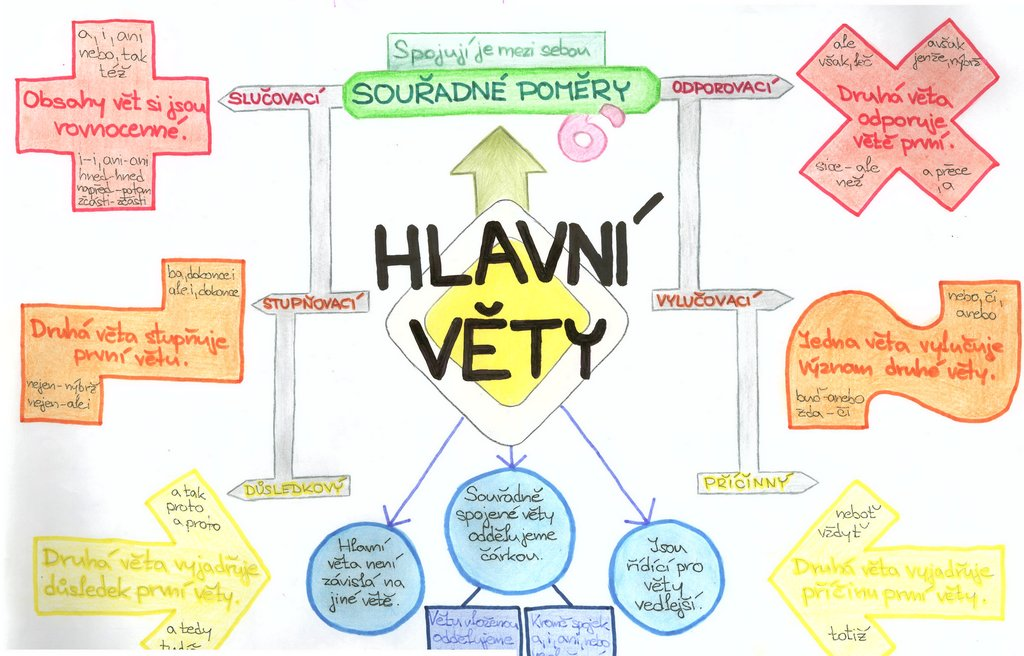 Spojují je mezi sebou
SOUŘADNÉ POMĚRY
6
SLUČOVACÍ
a, i, ani
nebo, tak
též
Obsahy vět si jsou
rovnocenné.
i-i, ani-ani
hned-hned
napřed-potom
zčásti-zčásti
ODPOROVACÍ
ale
však, leč
avšak
jenže, nýbrž
Druhá věta
odporuje
větě první.
sice-ale
než
a přece
,a
HLAVNÍ
VĚTY
STUPŇOVACÍ
ba, dokonce i
ale i, dokonce
Druhá věta stupňuje
první větu.
nejen-nýbrž
nejen-ale i
VYLUČOVACÍ
nebo, či,
anebo
Jedna věta vylučuje
význam druhé věty.
buď-anebo
zda-či
DŮSLEDKOVÝ
a tak
proto
a proto
Druhá věta vyjadřuje
důsledek první věty.
a tedy
PŘÍČINNÝ
neboť
vždyť
Druhá věta vyjadřuje
příčinu první věty.
totiž
Hlavní
věta není
závislá na
jiné větě.
Souřadně
spojené věty
oddělujeme
čárkou.
Jsou
řídící pro
věty
vedlejší.
Větu vloženou
oddělujeme
Kromě spojek
a, i, ani, nebo